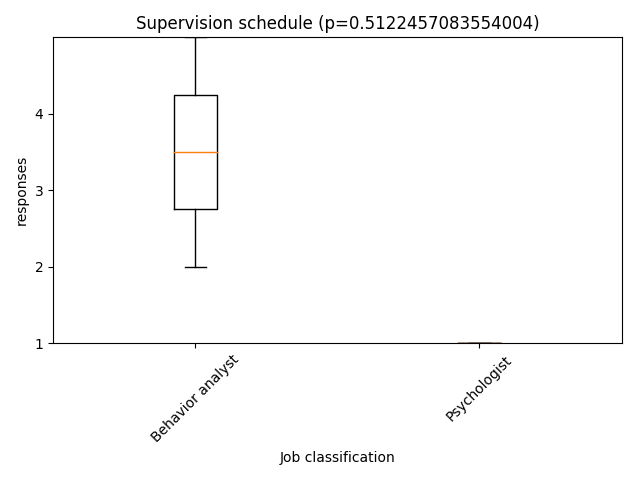 Supervision schedule (p=0.5122457083554004)
responses
4
3
2
1
Behavior analyst
Psychologist
Job classification